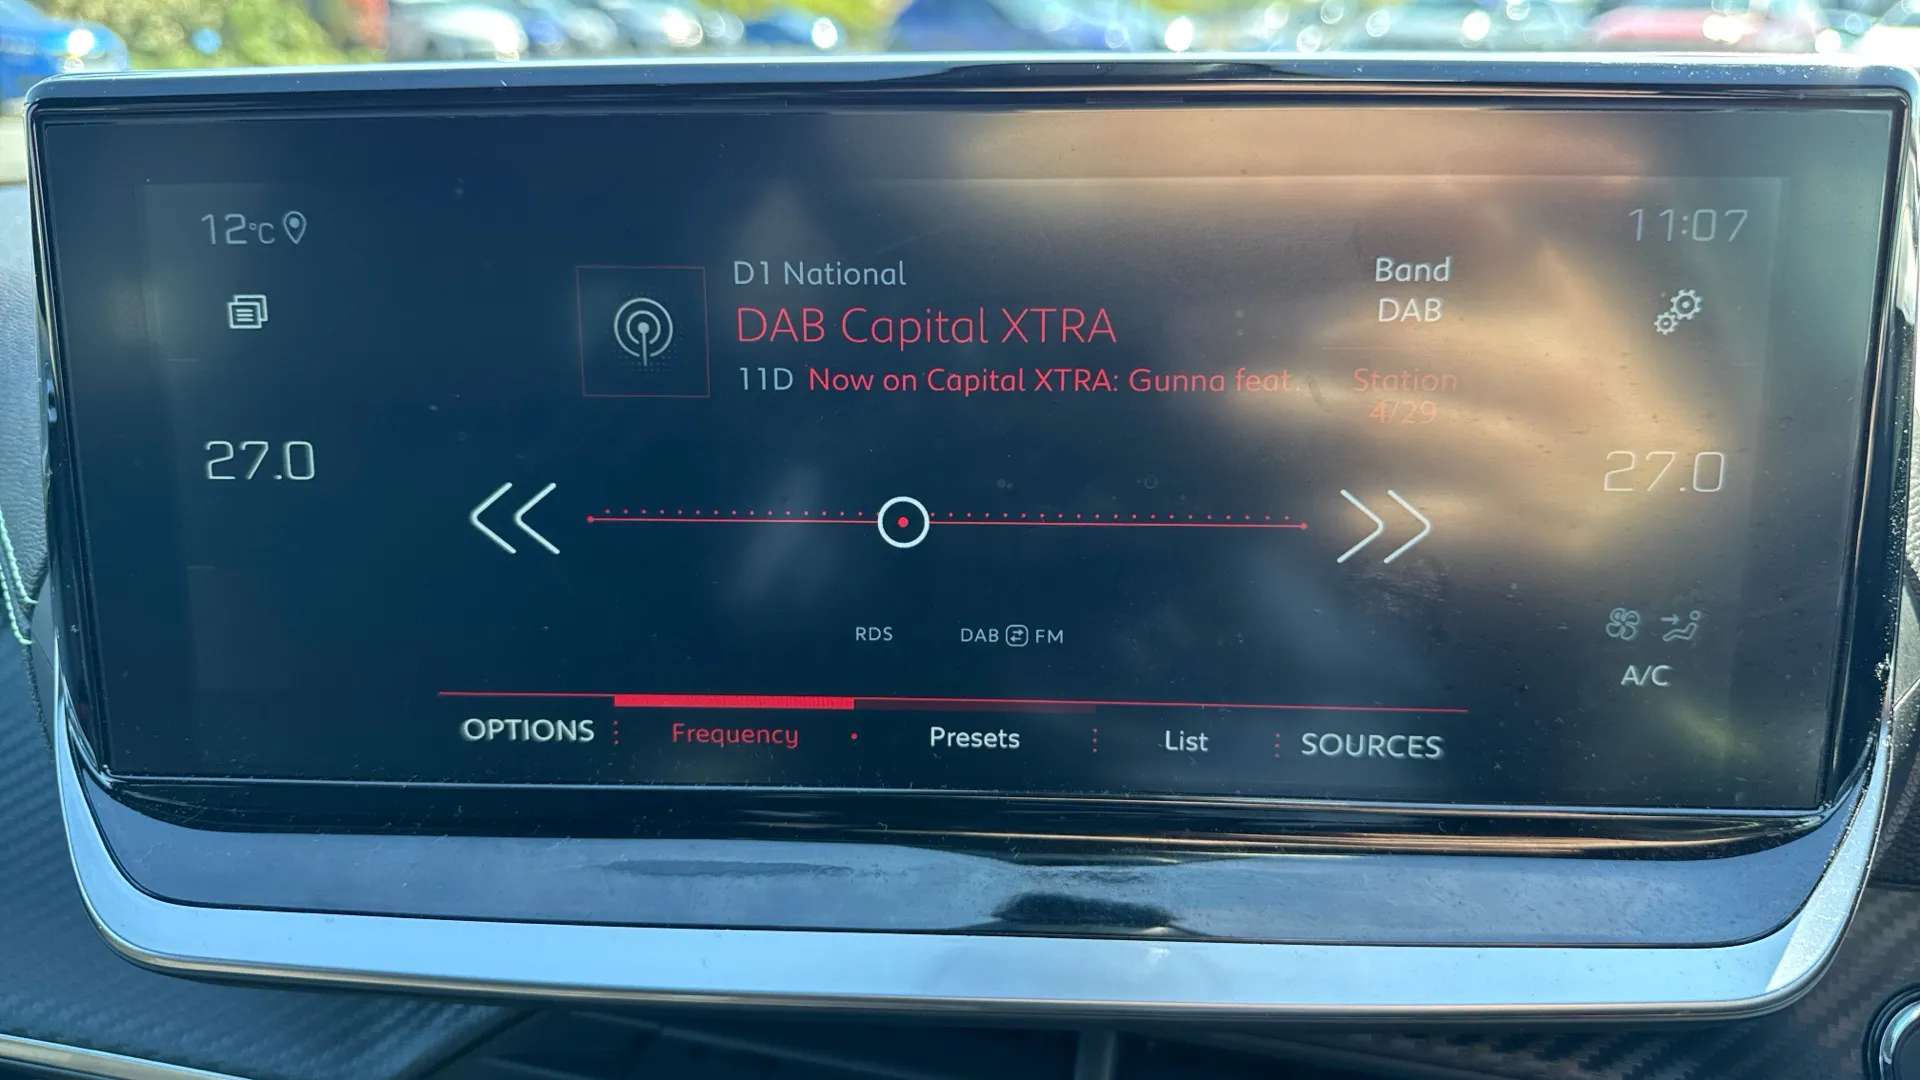 12°C
11:07
D1 National
DAB Capital XTRA
11D Now on Capital XTRA: Gunna feat.
Band
DAB
Station
4/29
27.0
27.0
RDS
DAB FM
A/C
OPTIONS
Frequency
Presets
List
SOURCES